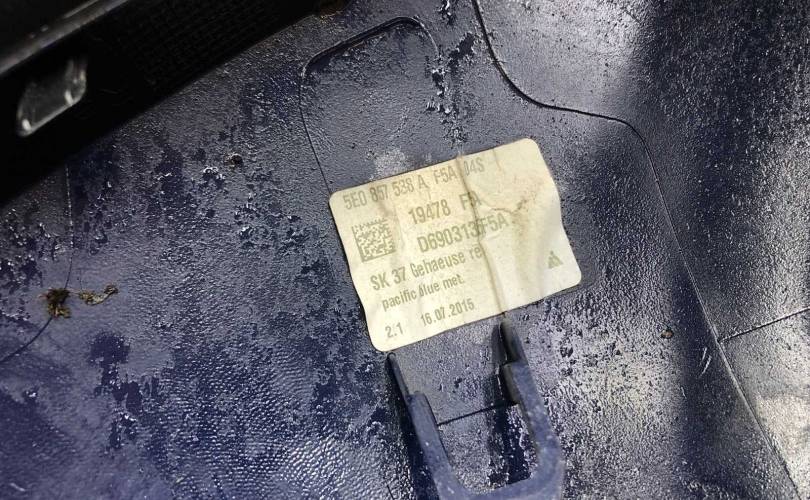 5E0 857 538 A F5A 04S
19478 F5A
D690313F5A
SK 37 Gehaeuse re
pacific blue met.
2.1 16.07.2015